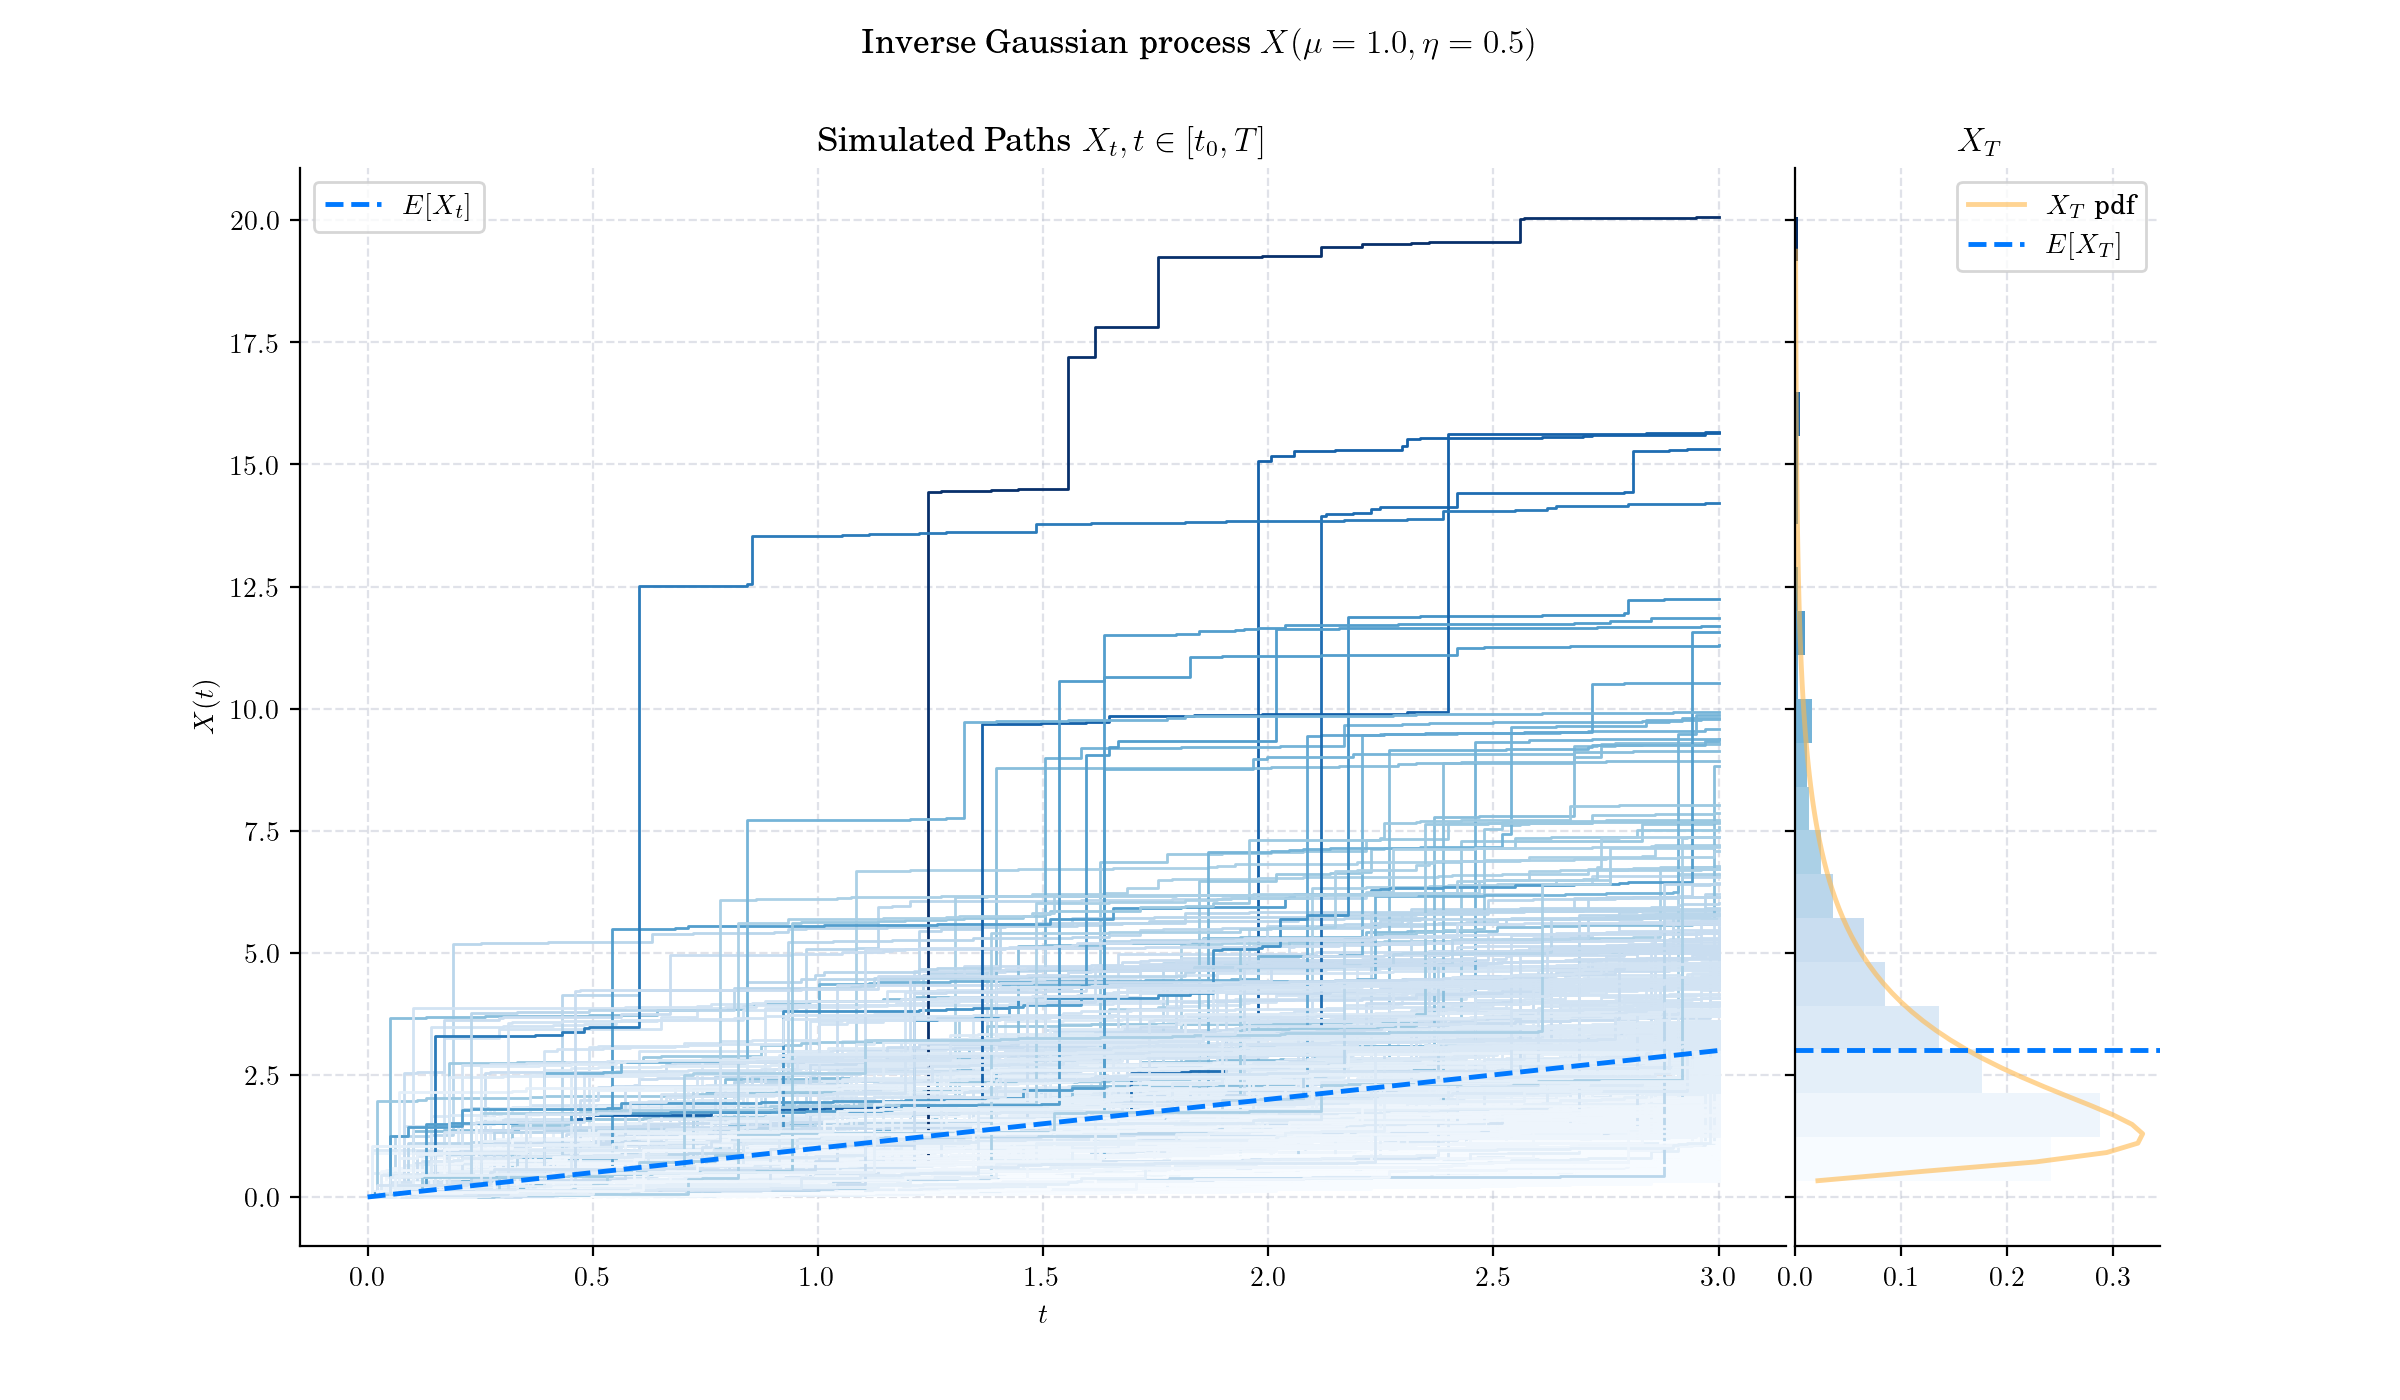 Inverse Gaussian process X(μ = 1.0, η = 0.5)
Simulated Paths X_t, t ∈ [t_0, T]
X_T
E[X_t]
X_T pdf
E[X_T]
20.0
17.5
15.0
12.5
10.0
7.5
5.0
2.5
0.0
X(t)
0.0 0.5 1.0 1.5 2.0 2.5 3.0
0.0 0.1 0.2 0.3
t